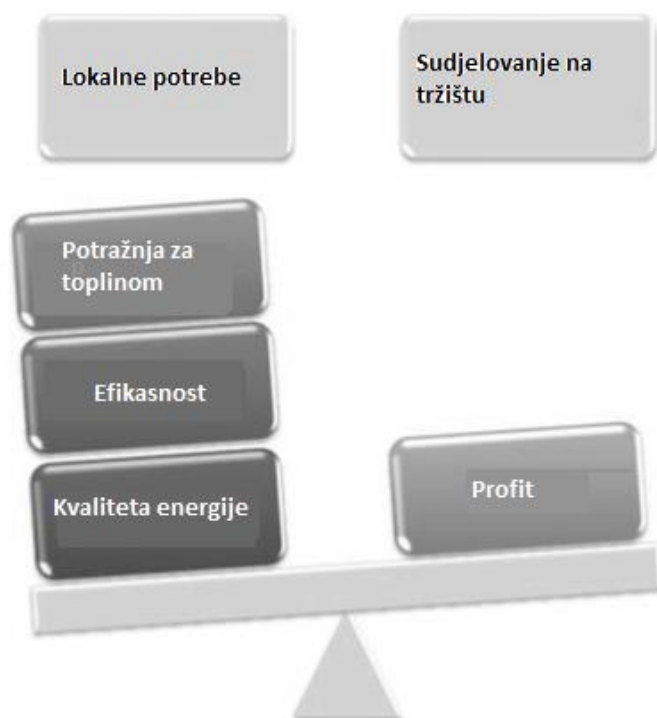 Lokalne potrebe
Sudjelovanje na
tržištu
Potražnja za
toplinom
Efikasnost
Kvaliteta energije
Profit